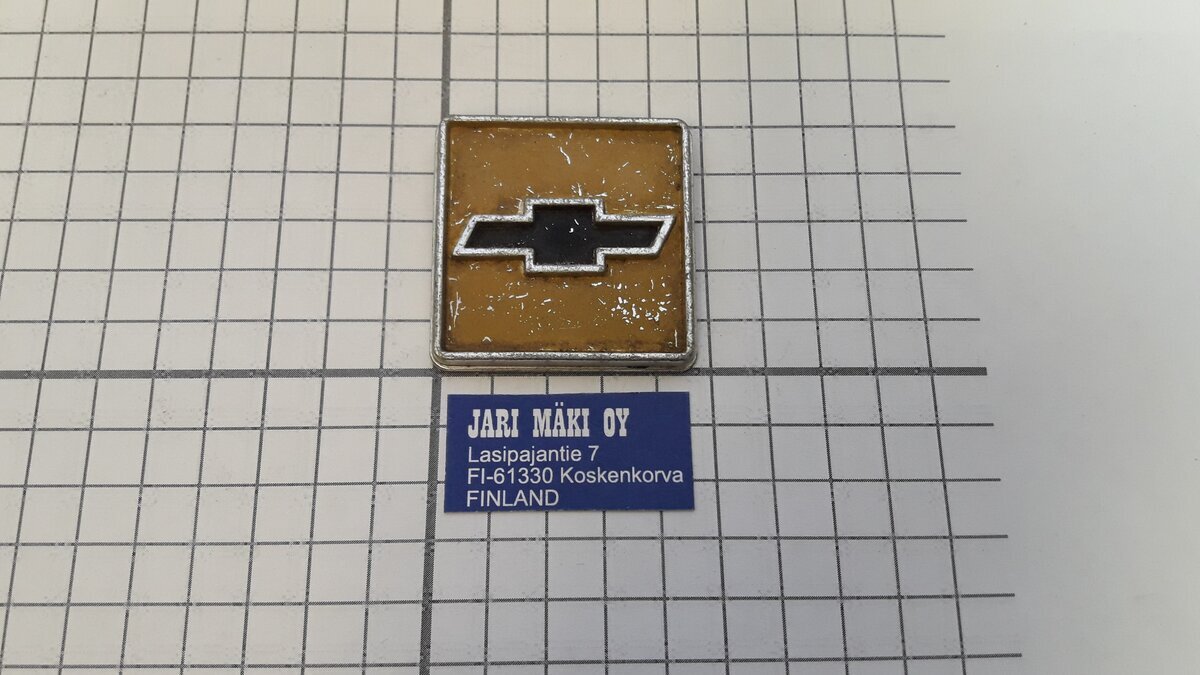 JARI MÄKI OY
Lasipajantie 7
FI-61330 Koskenkorva
FINLAND